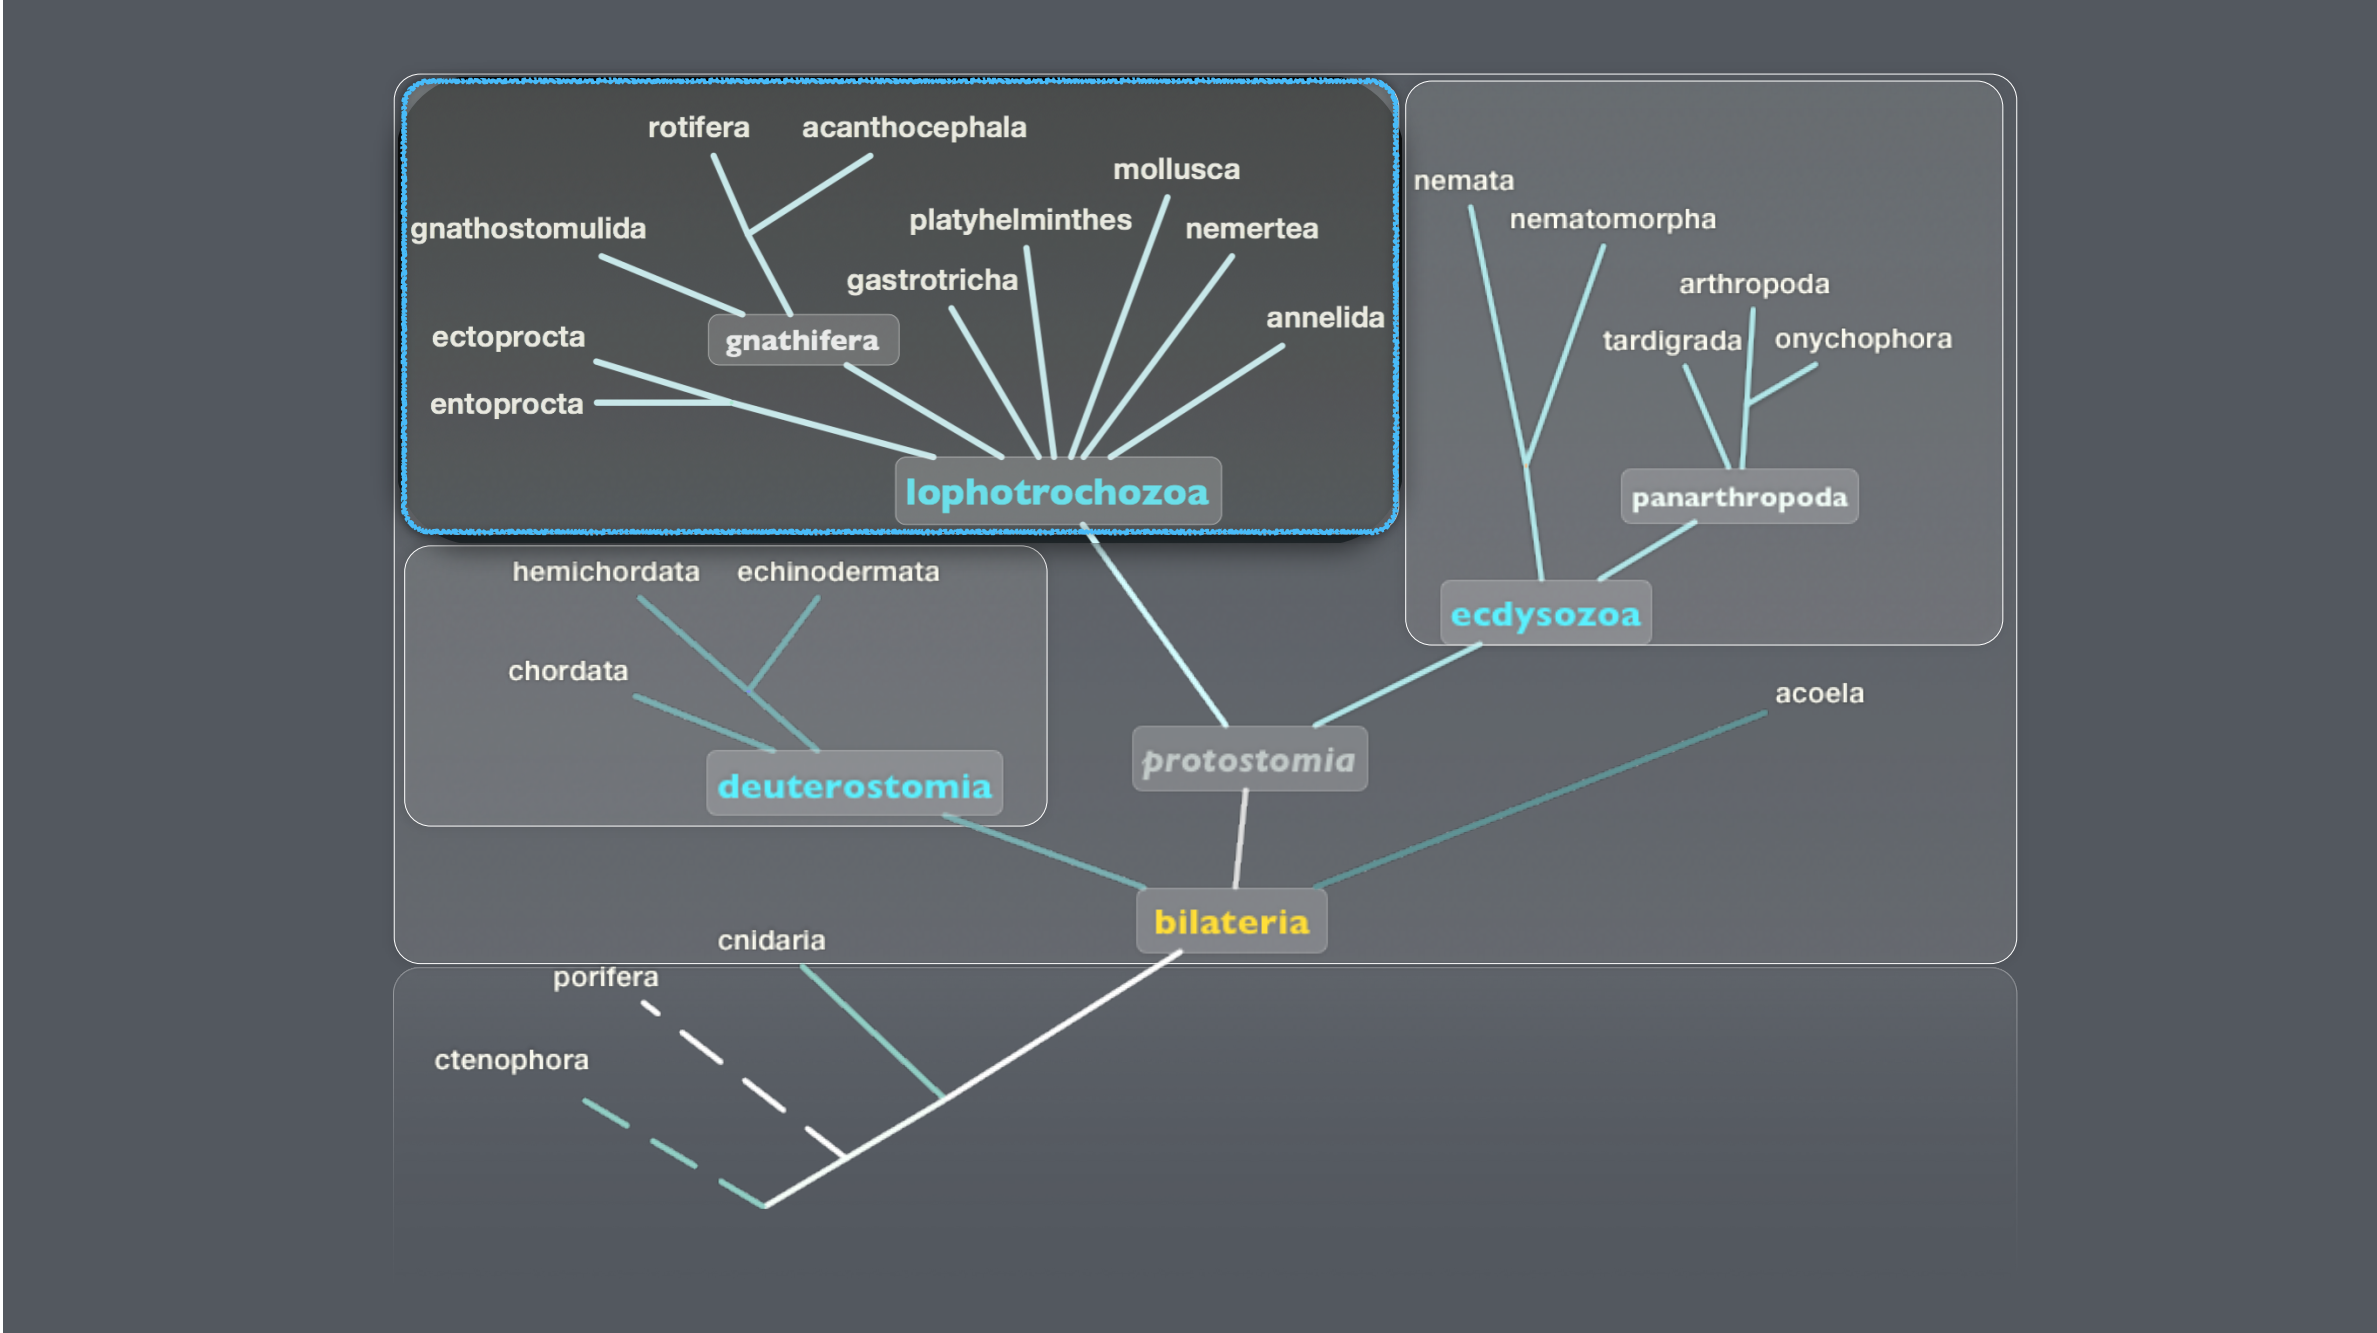 rotifera
acanthocephala
mollusca
gnathostomulida
platyhelminthes
nemertea
gastrotricha
annelida
ectoprocta
gnathifera
entoprocta
lophotrochozoa
nemata
nematomorpha
arthropoda
tardigrada
onychophora
panarthropoda
ecdysozoa
hemichordata
echinodermata
chordata
deuterostomia
protostomia
acoela
bilateria
cnidaria
porifera
ctenophora